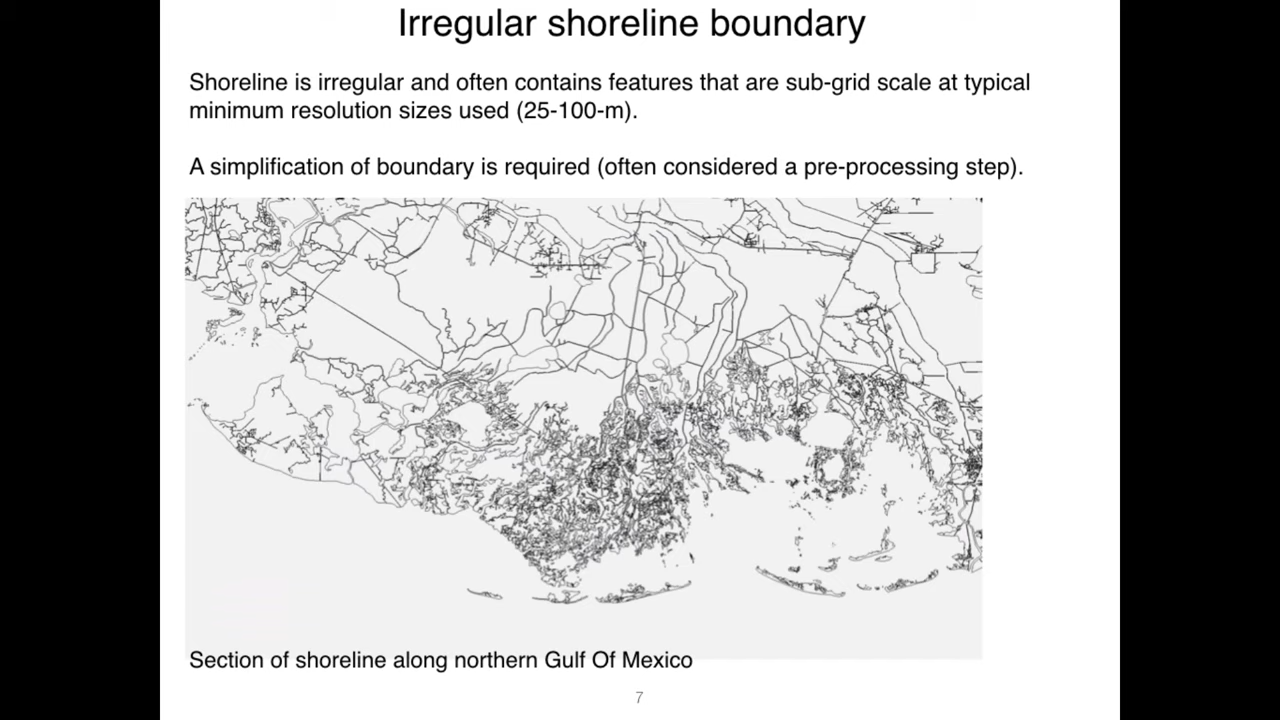 Irregular shoreline boundary
Shoreline is irregular and often contains features that are sub-grid scale at typical
minimum resolution sizes used (25-100-m).
A simplification of boundary is required (often considered a pre-processing step).
Section of shoreline along northern Gulf Of Mexico
7